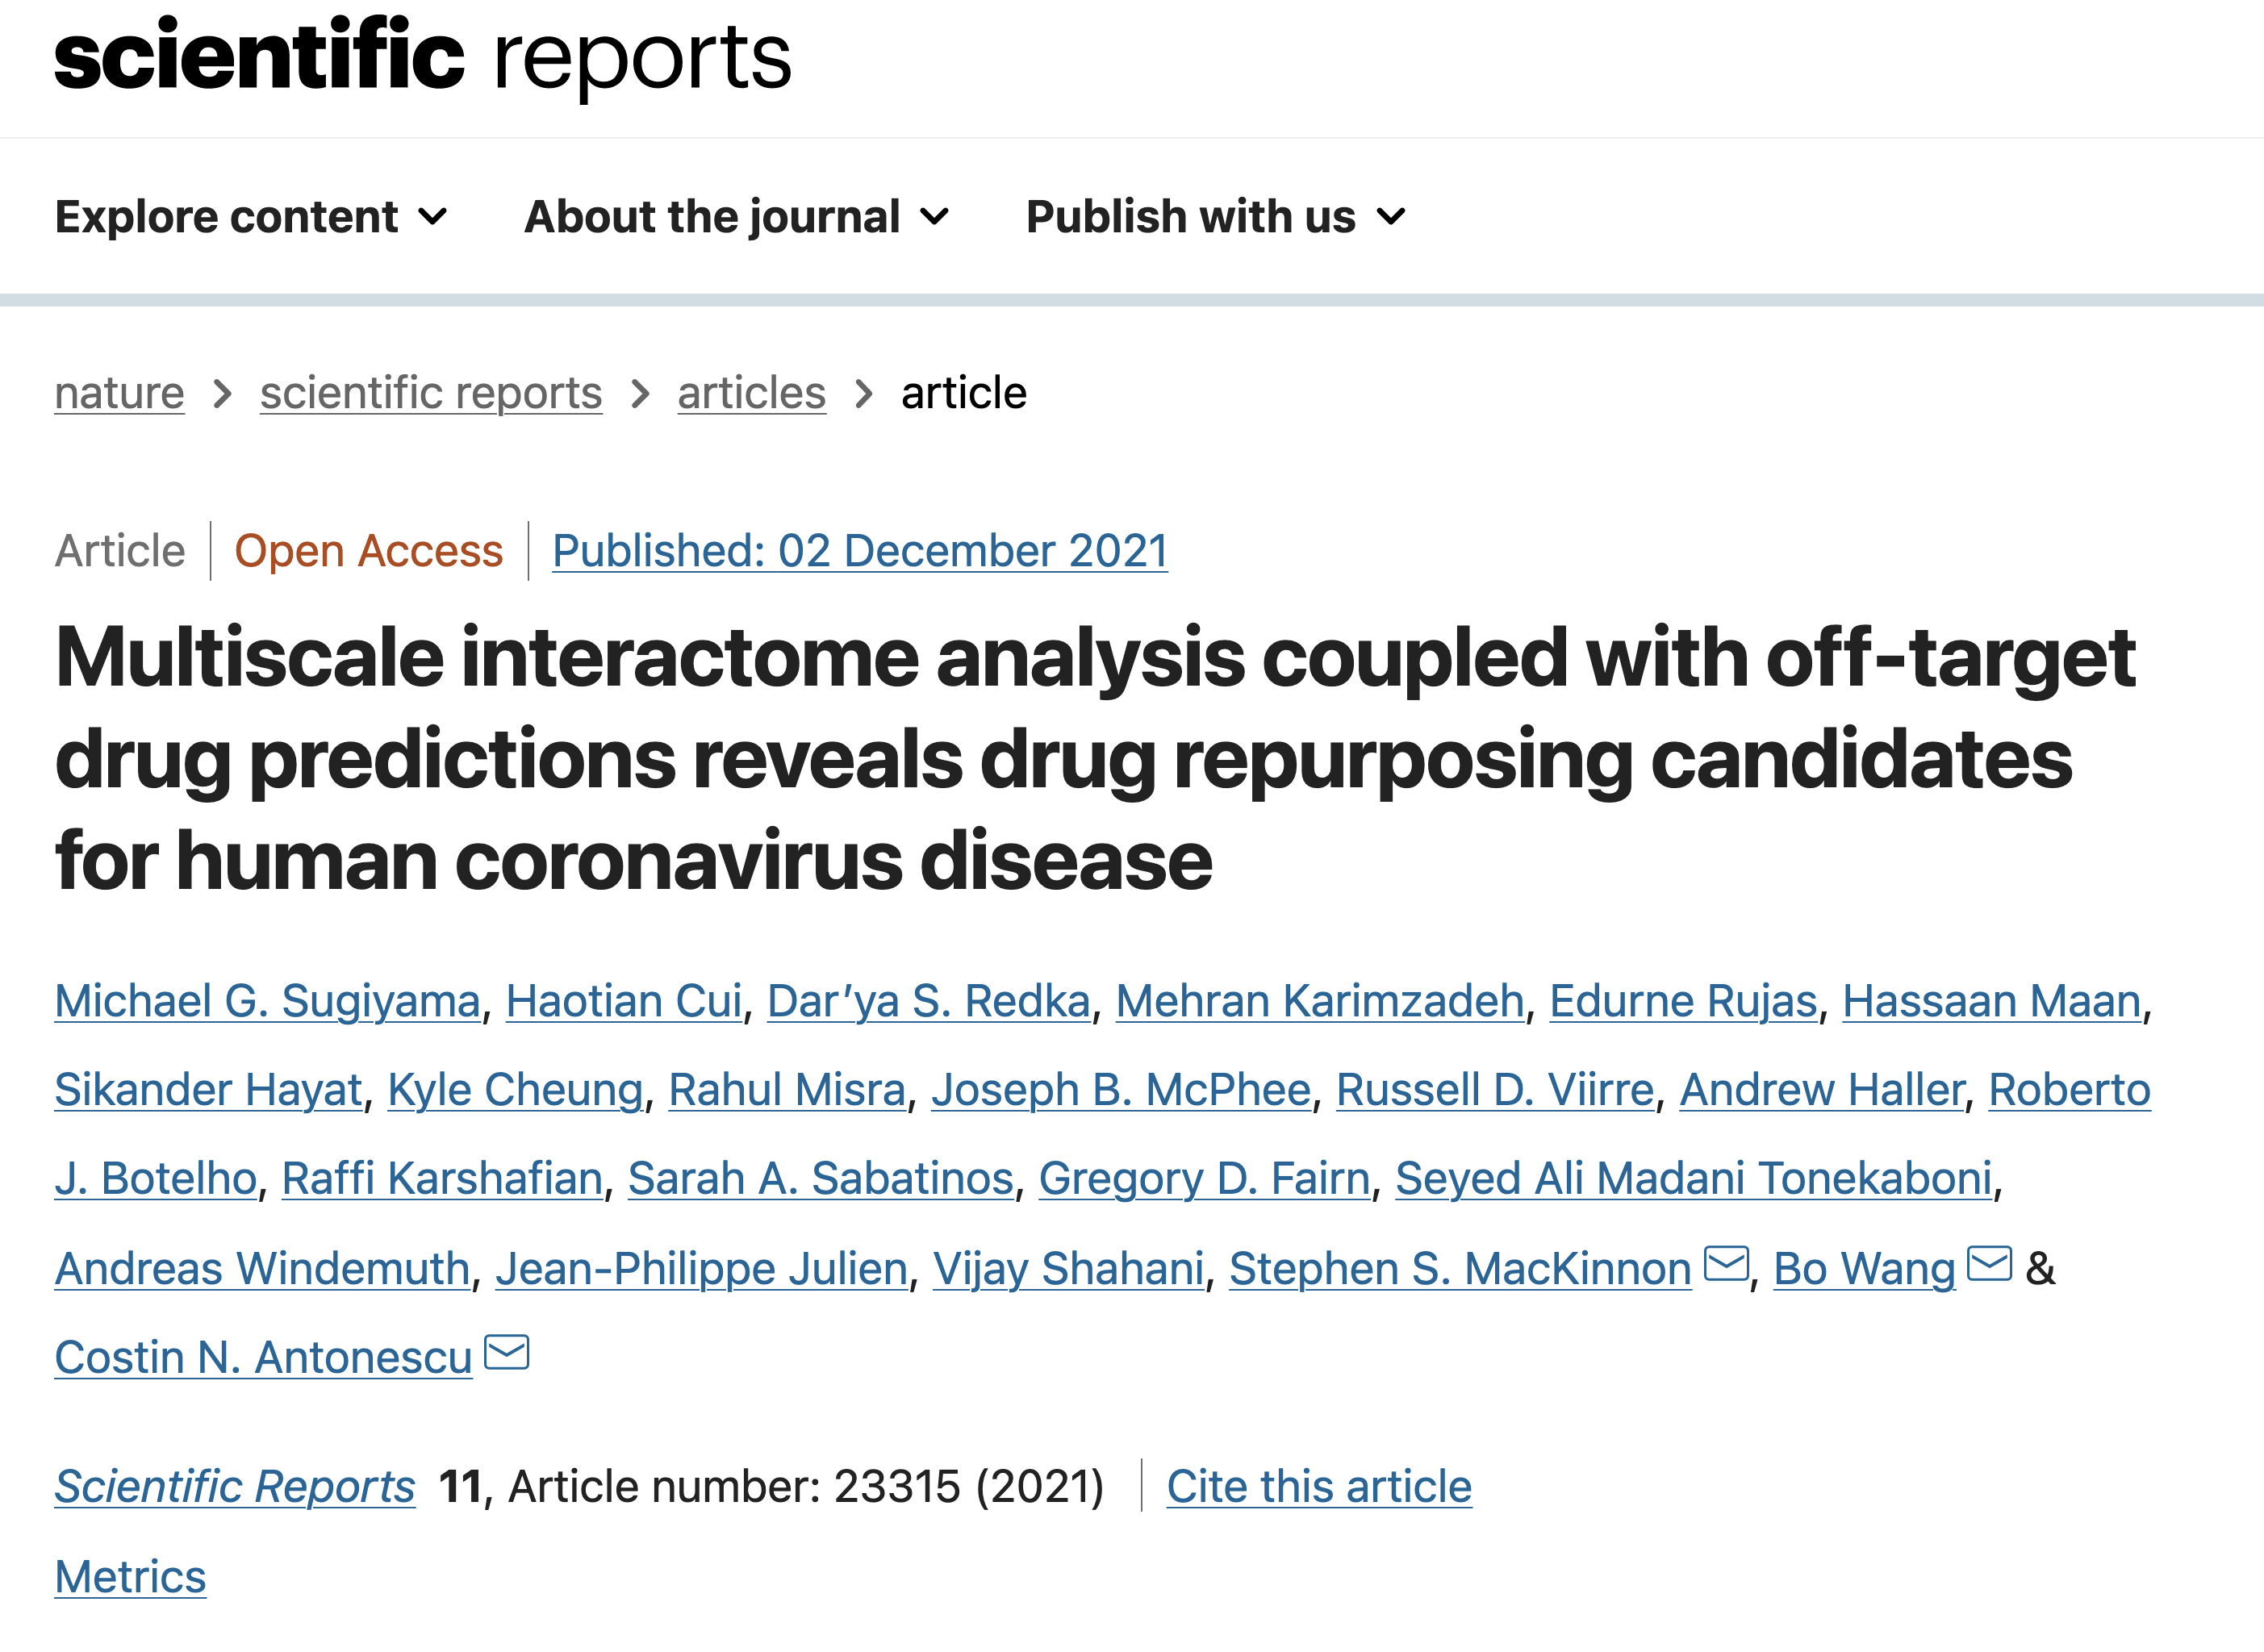 scientific reports
Explore content About the journal Publish with us
nature > scientific reports > articles > article
Article | Open Access | Published: 02 December 2021
Multiscale interactome analysis coupled with off-target
drug predictions reveals drug repurposing candidates
for human coronavirus disease
Michael G. Sugiyama, Haotian Cui, Dar′ya S. Redka, Mehran Karimzadeh, Edurne Rujas, Hassaan Maan,
Sikander Hayat, Kyle Cheung, Rahul Misra, Joseph B. McPhee, Russell D. Viirre, Andrew Haller, Roberto
J. Botelho, Raffi Karshafian, Sarah A. Sabatinos, Gregory D. Fairn, Seyed Ali Madani Tonekaboni,
Andreas Windemuth, Jean-Philippe Julien, Vijay Shahani, Stephen S. MacKinnon, Bo Wang &
Costin N. Antonescu
Scientific Reports 11, Article number: 23315 (2021) | Cite this article
Metrics